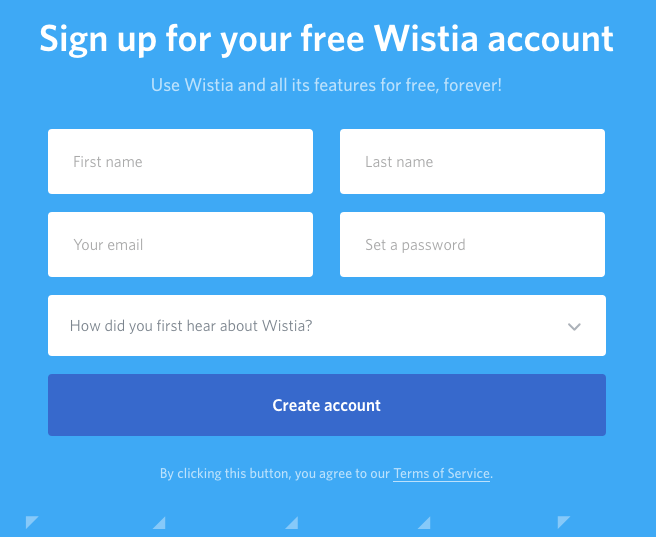 Sign up for your free Wistia account
Use Wistia and all its features for free, forever!
First name
Last name
Your email
Set a password
How did you first hear about Wistia?
Create account
By clicking this button, you agree to our Terms of Service.